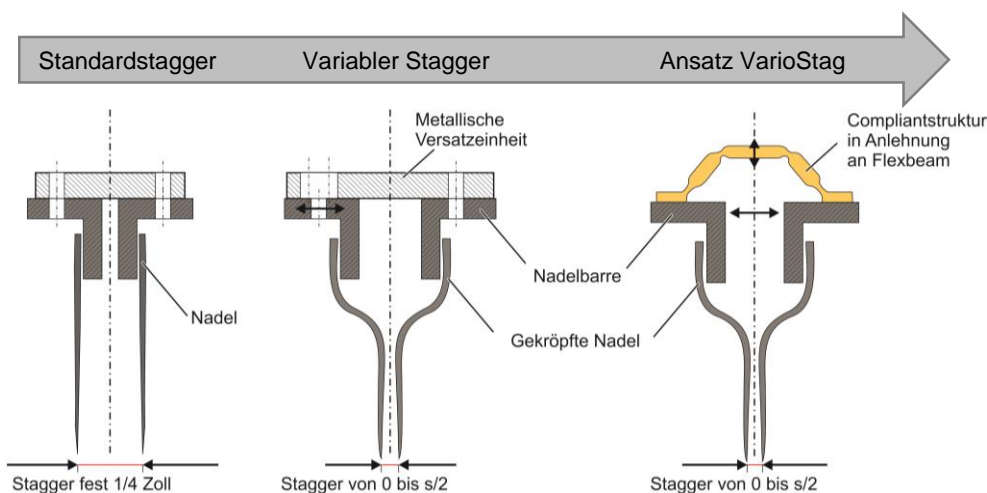 Standardstagger
Variabler Stagger
Ansatz VarioStag
Metallische
Versatzeinheit
Compliantstruktur
in Anlehnung
an Flexbeam
Nadelbarre
Nadel
Gekröpfte Nadel
Stagger fest 1/4 Zoll
Stagger von 0 bis s/2
Stagger von 0 bis s/2